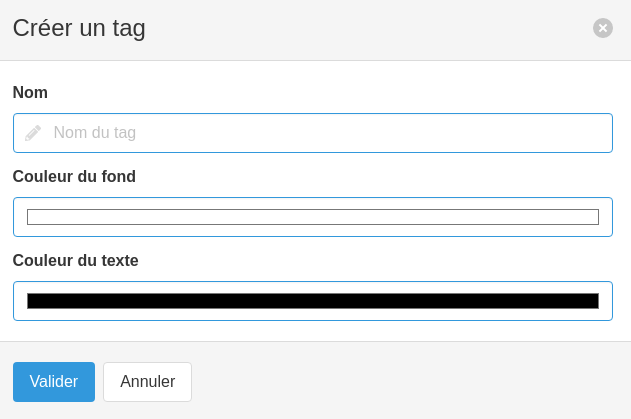 Créer un tag
Nom
Nom du tag
Couleur du fond
Couleur du texte
Valider
Annuler